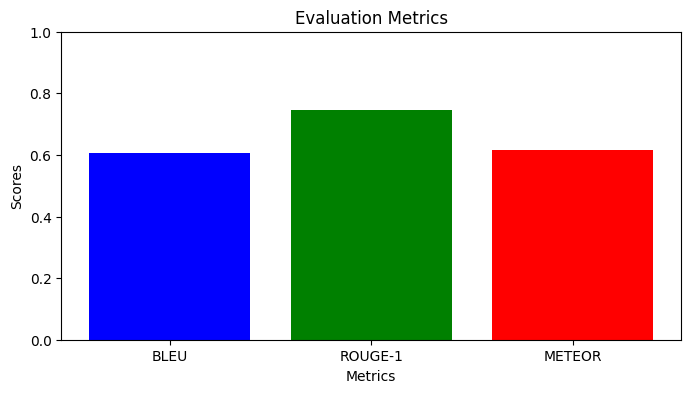 Evaluation Metrics
1.0
0.8
0.6
0.4
0.2
0.0
Scores
BLEU ROUGE-1 METEOR
Metrics